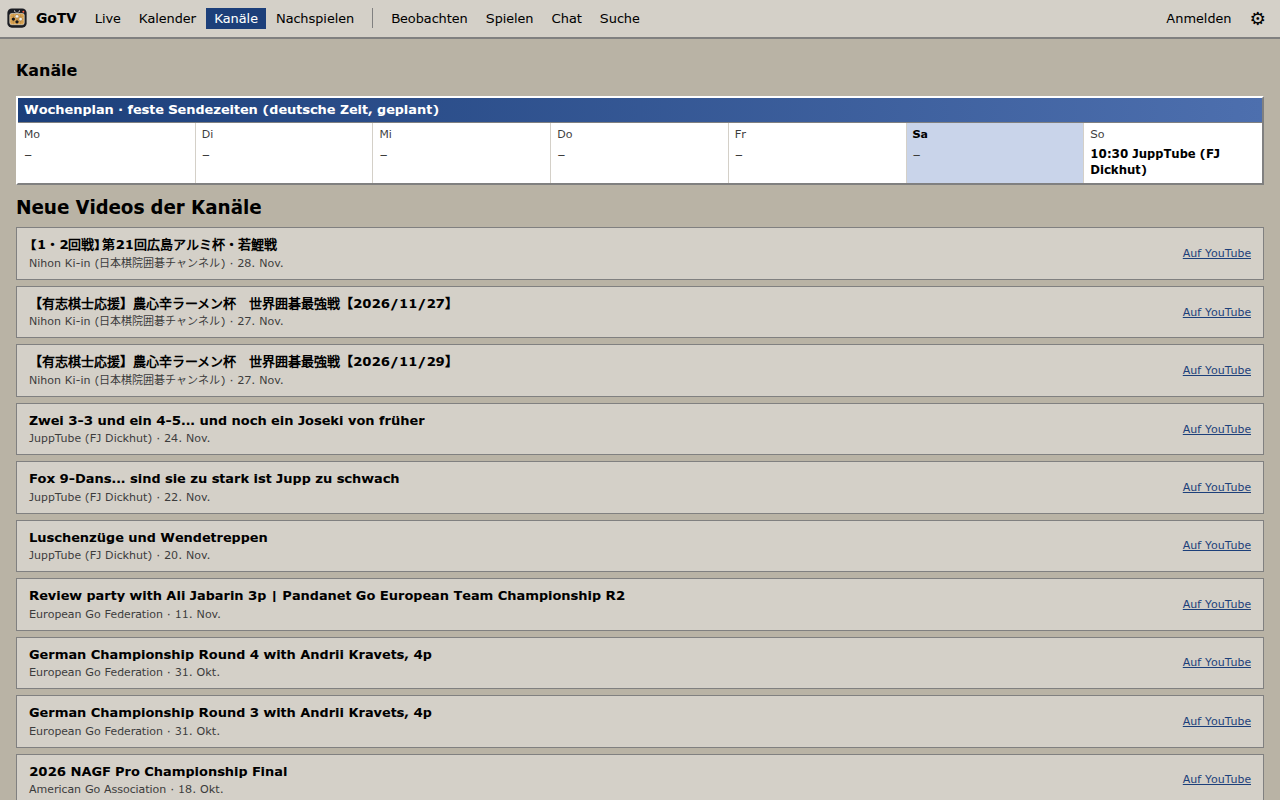 GoTV Live Kalender Kanäle Nachspielen Beobachten Spielen Chat Suche Anmelden
Kanäle
Wochenplan · feste Sendezeiten (deutsche Zeit, geplant)
Mo Di Mi Do Fr Sa So
– – – – – – 10:30 JuppTube (FJ
Dickhut)
Neue Videos der Kanäle
【1・2回戦】第21回広島アルミ杯・若鯉戦
Nihon Ki-in (日本棋院囲碁チャンネル) · 28. Nov.
Auf YouTube
【有志棋士応援】農心辛ラーメン杯　世界囲碁最強戦【2026/11/27】
Nihon Ki-in (日本棋院囲碁チャンネル) · 27. Nov.
Auf YouTube
【有志棋士応援】農心辛ラーメン杯　世界囲碁最強戦【2026/11/29】
Nihon Ki-in (日本棋院囲碁チャンネル) · 27. Nov.
Auf YouTube
Zwei 3-3 und ein 4-5... und noch ein Joseki von früher
JuppTube (FJ Dickhut) · 24. Nov.
Auf YouTube
Fox 9-Dans... sind sie zu stark ist Jupp zu schwach
JuppTube (FJ Dickhut) · 22. Nov.
Auf YouTube
Luschenzüge und Wendetreppen
JuppTube (FJ Dickhut) · 20. Nov.
Auf YouTube
Review party with Ali Jabarin 3p | Pandanet Go European Team Championship R2
European Go Federation · 11. Nov.
Auf YouTube
German Championship Round 4 with Andrii Kravets, 4p
European Go Federation · 31. Okt.
Auf YouTube
German Championship Round 3 with Andrii Kravets, 4p
European Go Federation · 31. Okt.
Auf YouTube
2026 NAGF Pro Championship Final
American Go Association · 18. Okt.
Auf YouTube